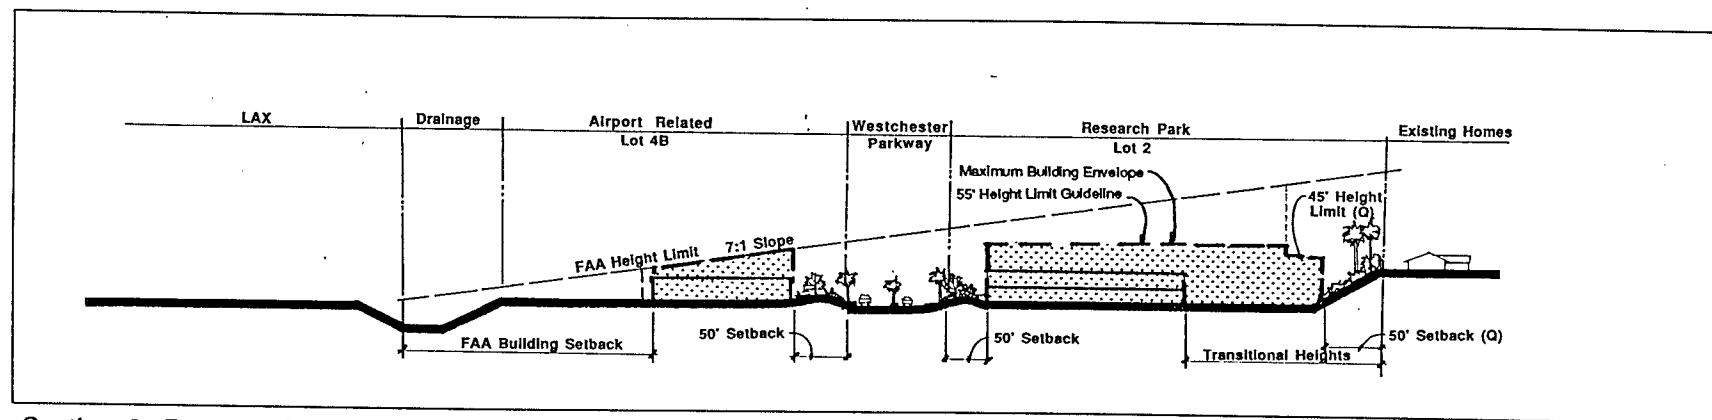 LAX
Drainage
Airport Related
Lot 4B
Westchester
Parkway
Research Park
Lot 2
Existing Homes
Maximum Building Envelope
55' Height Limit Guideline
45' Height
Limit (Q)
FAA Height Limit
7:1 Slope
FAA Building Setback
50' Setback
50' Setback
Transitional Heights
50' Setback (Q)